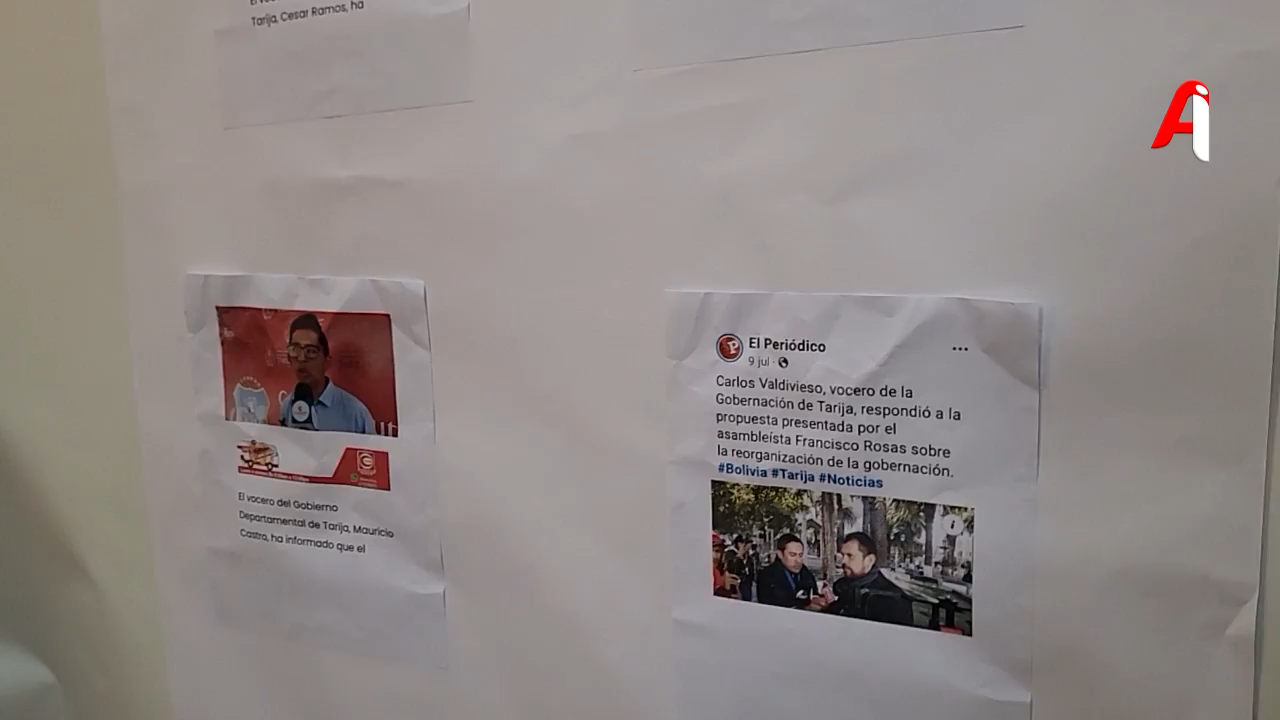 Tarija, Cesar Ramos, ha
Ai
El vocero del Gobierno
Departamental de Tarija, Mauricio
Castro, ha informado que el
El Periódico
9 jul ·
Carlos Valdivieso, vocero de la
Gobernación de Tarija, respondió a la
propuesta presentada por el
asambleísta Francisco Rosas sobre
la reorganización de la gobernación.
#Bolivia #Tarija #Noticias